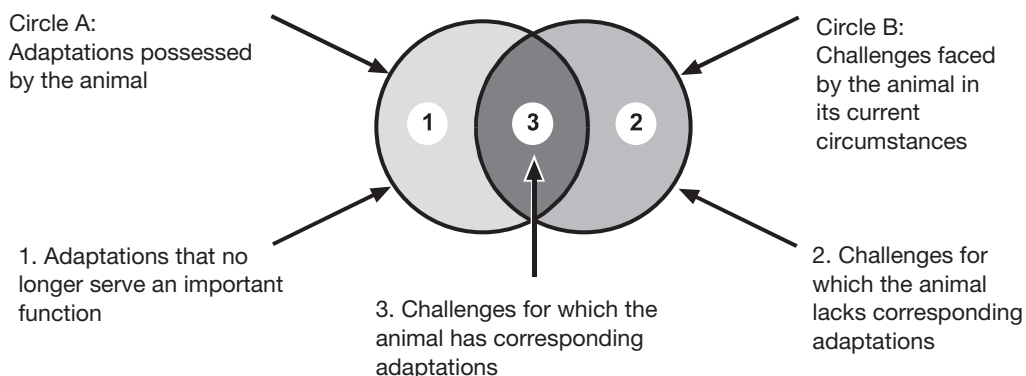 Circle A:
Adaptations possessed
by the animal
Circle B:
Challenges faced
by the animal in
its current
circumstances
1
3
2
1. Adaptations that no
longer serve an important
function
3. Challenges for which the
animal has corresponding
adaptations
2. Challenges for
which the animal
lacks corresponding
adaptations